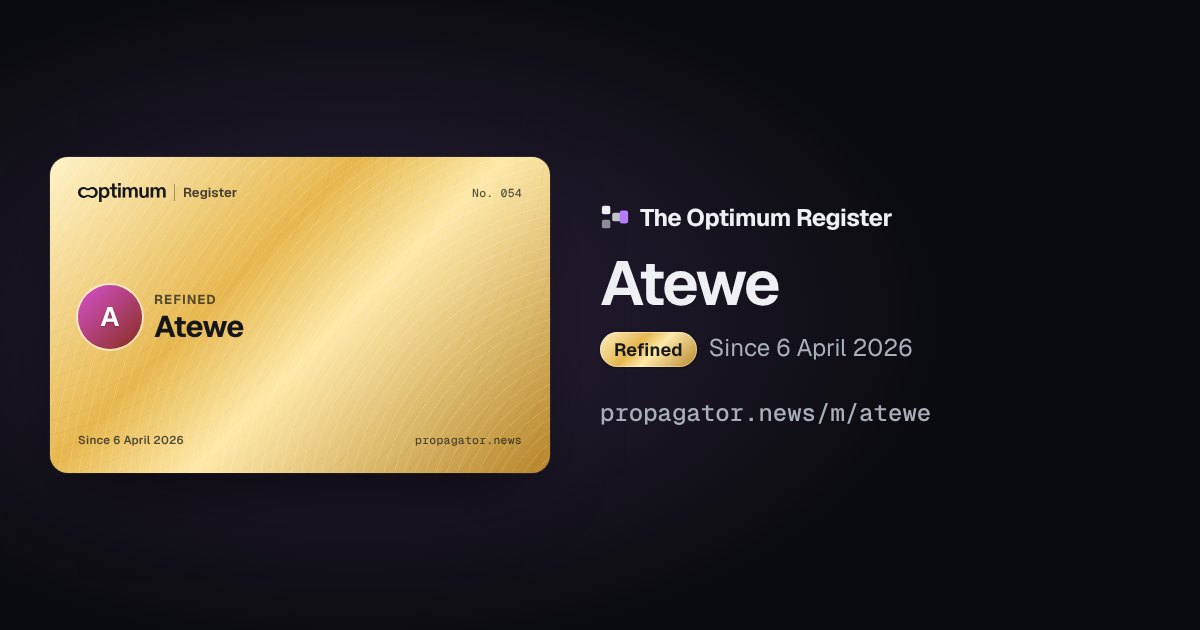 optimum | Register
No. 054
A
REFINED
Atewe
Since 6 April 2026
propagator.news
The Optimum Register
Atewe
Refined
Since 6 April 2026
propagator.news/m/atewe